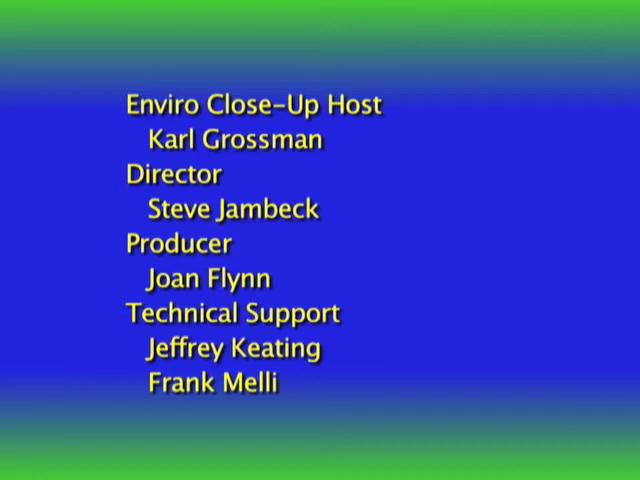 Enviro Close-Up Host
Karl Grossman
Director
Steve Jambeck
Producer
Joan Flynn
Technical Support
Jeffrey Keating
Frank Melli